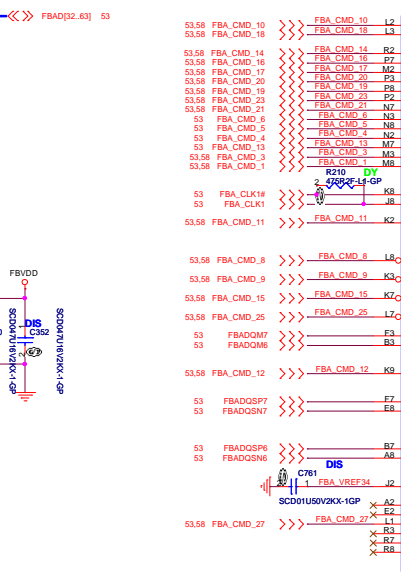 FBAD[32..63] 53
53,58 FBA_CMD_10 FBA_CMD_10 L2
53,58 FBA_CMD_18 FBA_CMD_18 L3
53,58 FBA_CMD_14 FBA_CMD_14 R2
53,58 FBA_CMD_16 FBA_CMD_16 P7
53,58 FBA_CMD_17 FBA_CMD_17 M2
53,58 FBA_CMD_20 FBA_CMD_20 P3
53,58 FBA_CMD_19 FBA_CMD_19 P8
53,58 FBA_CMD_23 FBA_CMD_23 P2
53,58 FBA_CMD_21 FBA_CMD_21 N7
53 FBA_CMD_6 FBA_CMD_6 N3
53 FBA_CMD_5 FBA_CMD_5 N8
53 FBA_CMD_4 FBA_CMD_4 N2
53,58 FBA_CMD_13 FBA_CMD_13 M7
53,58 FBA_CMD_3 FBA_CMD_3 M3
53,58 FBA_CMD_1 FBA_CMD_1 M8
R210 DY
2 475R2F-L1-GP
53 FBA_CLK1# K8
53 FBA_CLK1 J8
53,58 FBA_CMD_11 FBA_CMD_11 K2
53,58 FBA_CMD_8 FBA_CMD_8 L8
53,58 FBA_CMD_9 FBA_CMD_9 K3
53,58 FBA_CMD_15 FBA_CMD_15 K7
53,58 FBA_CMD_25 FBA_CMD_25 L7
FBVDD
DIS
C352
SCD047U16V2KX-1-GP
SCD047U16V2KX-1-GP
53 FBADQM7 F3
53 FBADQM6 B3
53,58 FBA_CMD_12 FBA_CMD_12 K9
53 FBADQSP7 F7
53 FBADQSN7 E8
53 FBADQSP6 B7
53 FBADQSN6 A8
DIS
C761
1 FBA_VREF34 J2
SCD01U50V2KX-1GP
A2
E2
53,58 FBA_CMD_27 FBA_CMD_27 L1
R3
R7
R8